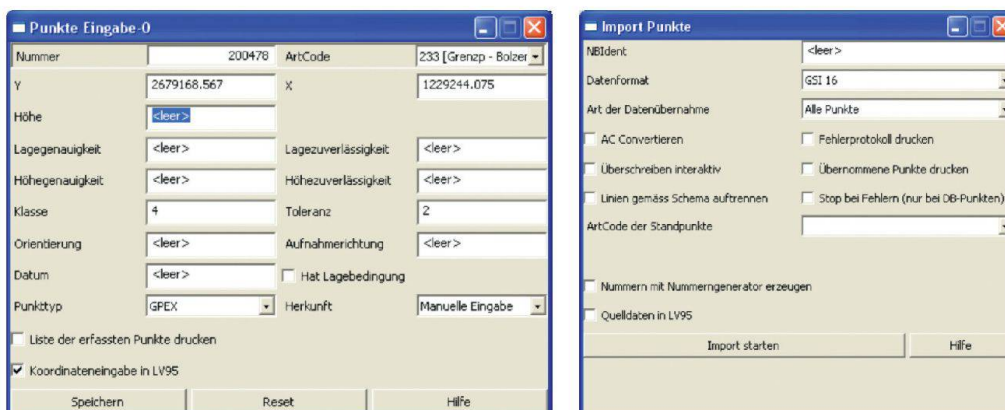 Punkte Eingabe-0
Nummer 200478 ArtCode 233 [Grenzp - Bolzer
Y 2679168.567 X 1229244.075
Höhe <leer>
Lagegenauigkeit <leer> Lagezuverlässigkeit <leer>
Höhegenauigkeit <leer> Höhezuverlässigkeit <leer>
Klasse 4 Toleranz 2
Orientierung <leer> Aufnahmerichtung <leer>
Datum <leer> Hat Lagebedingung
Punkttyp GPEX Herkunft Manuelle Eingabe
Liste der erfassten Punkte drucken
Koordinateneingabe in LV95
Speichern Reset Hilfe
Import Punkte
NBIdent <leer>
Datenformat GSI 16
Art der Datenübernahme Alle Punkte
AC Convertieren Fehlerprotokoll drucken
Überschreiben interaktiv Übernommene Punkte drucken
Linien gemäss Schema auftrennen Stop bei Fehlern (nur bei DB-Punkten)
ArtCode der Standpunkte
Nummern mit Nummerngenerator erzeugen
Quelldaten in LV95
Import starten Hilfe